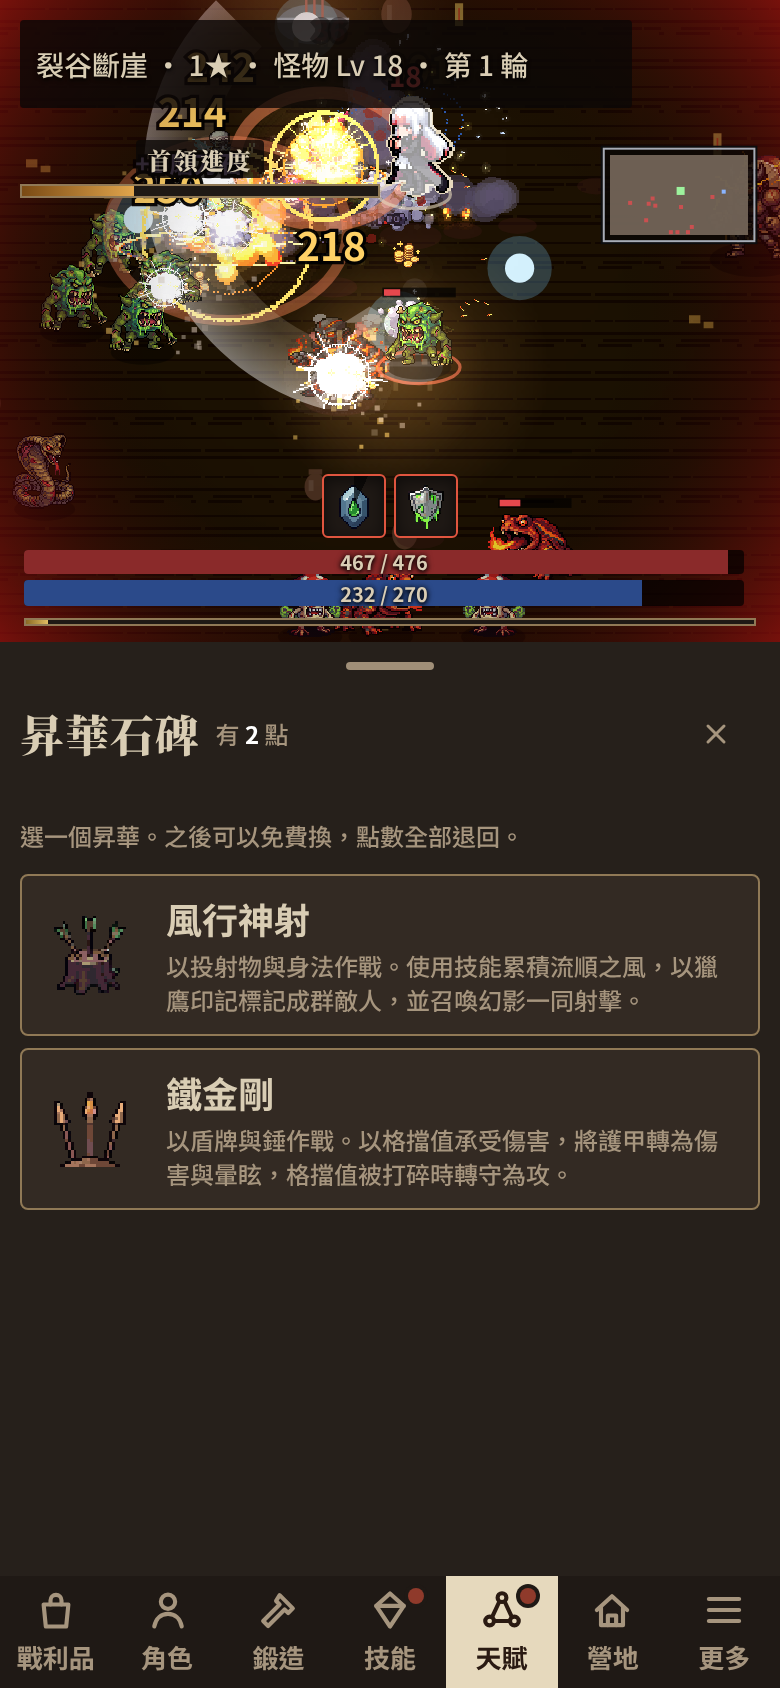 裂谷斷崖 • 1★ • 怪物 Lv 18 • 第 1 輪
214
首領進度
218
467 / 476
232 / 270
昇華石碑 有 2 點
選一個昇華。之後可以免費換，點數全部退回。
風行神射
以投射物與身法作戰。使用技能累積流順之風，以獵
鷹印記標記成群敵人，並召喚幻影一同射擊。
鐵金剛
以盾牌與錘作戰。以格擋值承受傷害，將護甲轉為傷
害與暈眩，格擋值被打碎時轉守為攻。
戰利品 角色 鍛造 技能 天賦 營地 更多